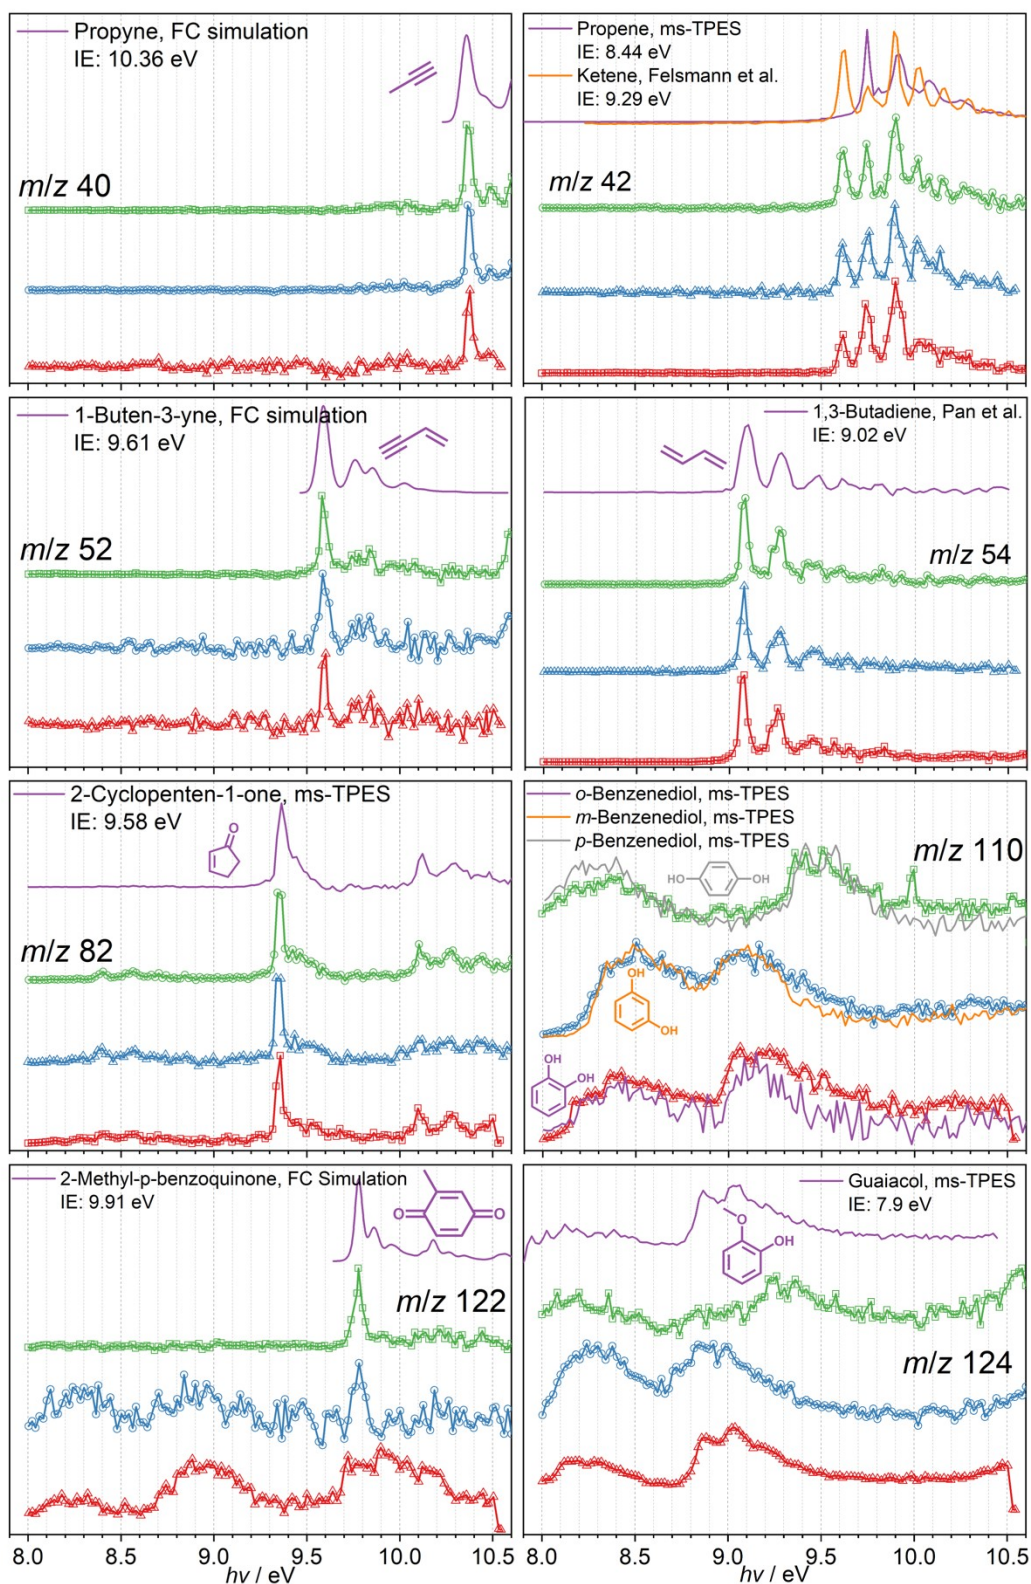 Propyne, FC simulation
IE: 10.36 eV
m/z 40
Propene, ms-TPES
IE: 8.44 eV
Ketene, Felsmann et al.
IE: 9.29 eV
m/z 42
1-Buten-3-yne, FC simulation
IE: 9.61 eV
m/z 52
1,3-Butadiene, Pan et al.
IE: 9.02 eV
m/z 54
2-Cyclopenten-1-one, ms-TPES
IE: 9.58 eV
O
m/z 82
o-Benzenediol, ms-TPES
m-Benzenediol, ms-TPES
p-Benzenediol, ms-TPES
m/z 110
HO OH
OH
OH
OH
OH
2-Methyl-p-benzoquinone, FC Simulation
IE: 9.91 eV
O O
m/z 122
Guaiacol, ms-TPES
IE: 7.9 eV
O
OH
m/z 124
8.0 8.5 9.0 9.5 10.0 10.5
hv / eV
8.0 8.5 9.0 9.5 10.0 10.5
hv / eV